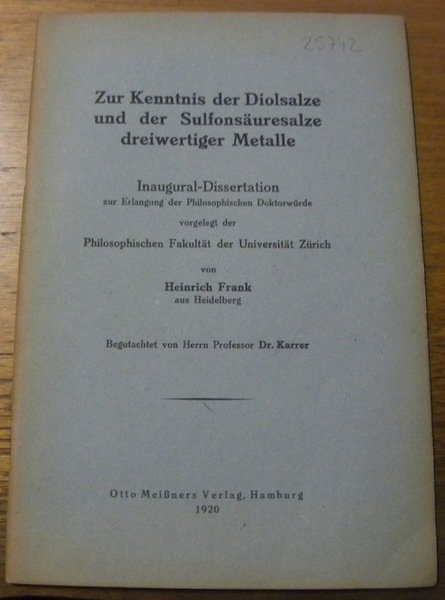 25742
Zur Kenntnis der Diolsalze
und der Sulfonsäuresalze
dreiwertiger Metalle
Inaugural-Dissertation
zur Erlangung der Philosophischen Doktorwürde
vorgelegt der
Philosophischen Fakultät der Universität Zürich
von
Heinrich Frank
aus Heidelberg
Begutachtet von Herrn Professor Dr. Karrer
Otto Meißners Verlag, Hamburg
1920